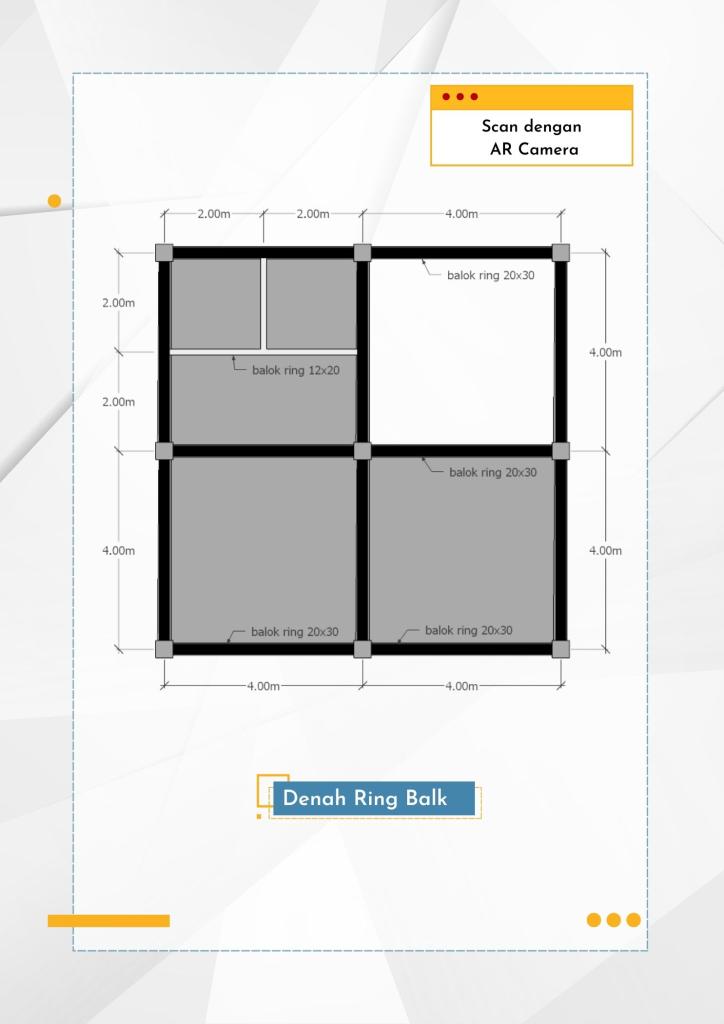 Scan dengan
AR Camera
2.00m 2.00m 4.00m
balok ring 20x30
2.00m
4.00m
balok ring 12x20
2.00m
balok ring 20x30
4.00m
4.00m
balok ring 20x30
balok ring 20x30
4.00m 4.00m
Denah Ring Balk